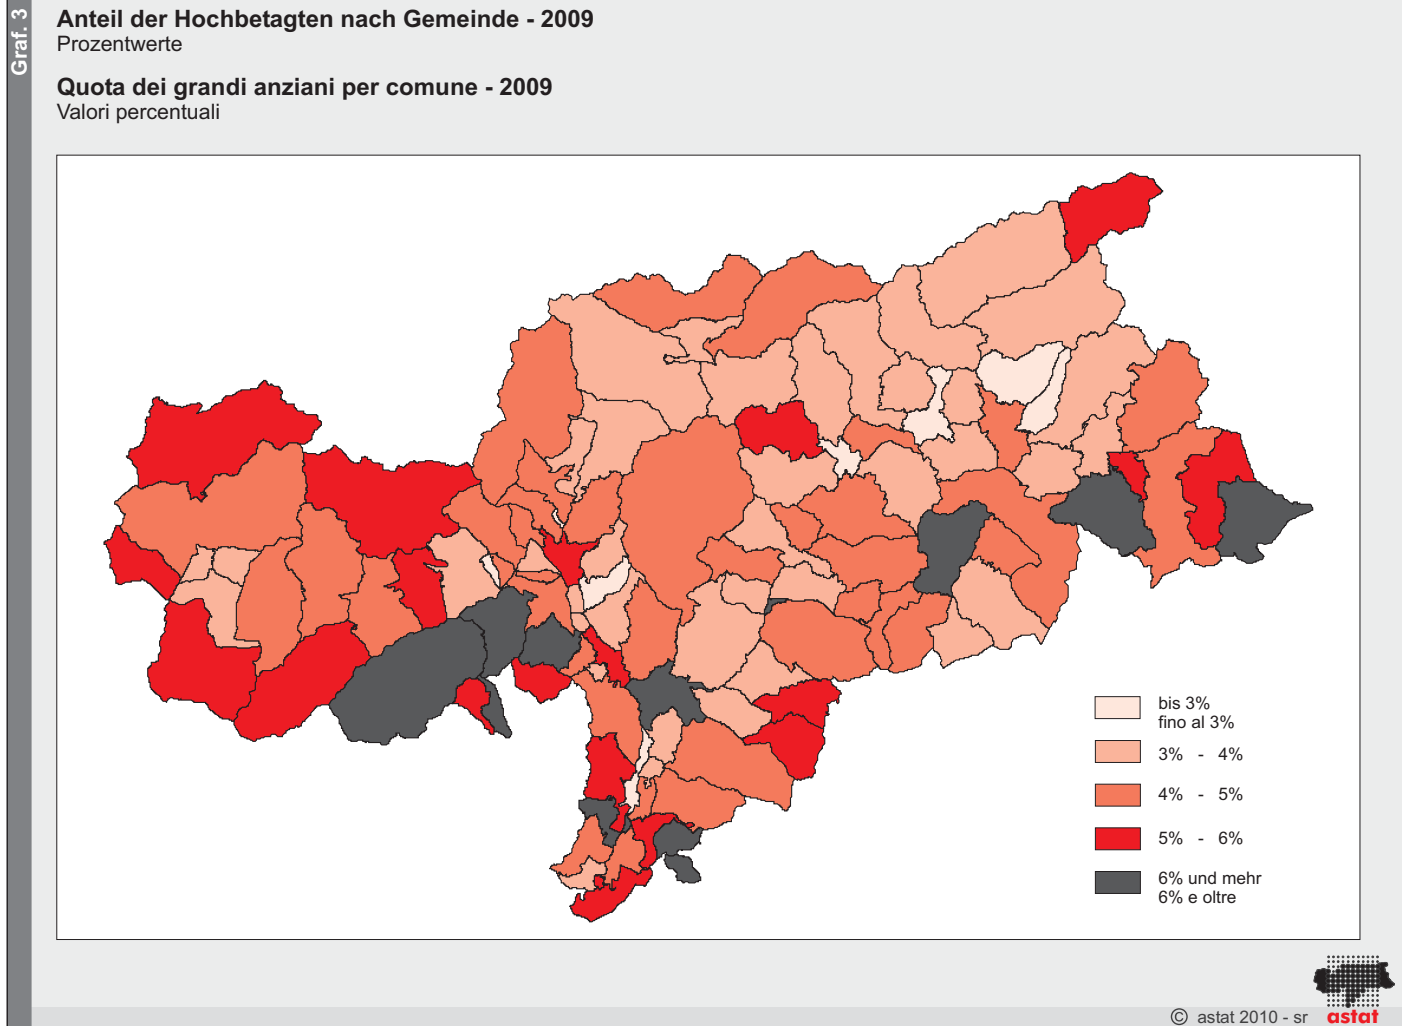 Graf. 3
Anteil der Hochbetagten nach Gemeinde - 2009
Prozentwerte
Quota dei grandi anziani per comune - 2009
Valori percentuali
bis 3%
fino al 3%
3% - 4%
4% - 5%
5% - 6%
6% und mehr
6% e oltre
© astat 2010 - sr
astat